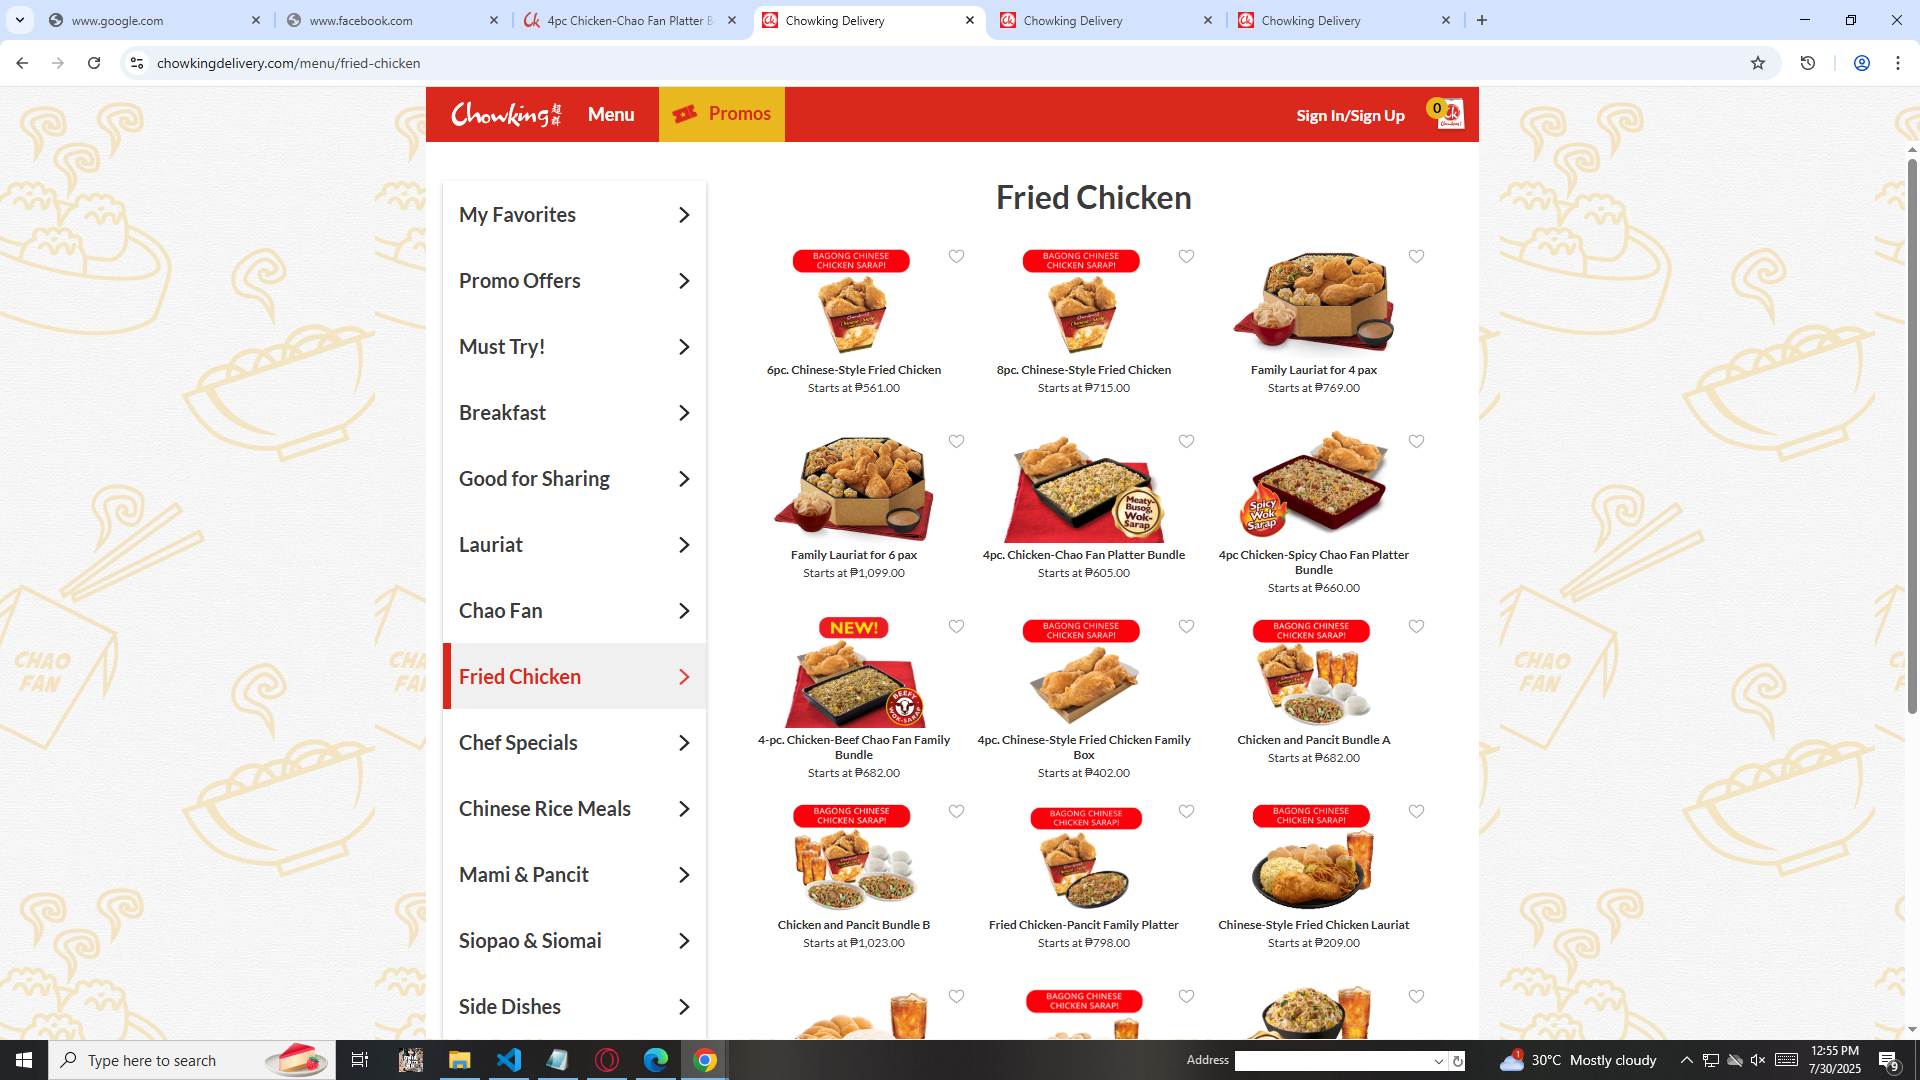 www.google.com
www.facebook.com
4pc Chicken-Chao Fan Platter B
Chowking Delivery
Chowking Delivery
Chowking Delivery
chowkingdelivery.com/menu/fried-chicken
Chowking 超群
Menu
Promos
Sign In/Sign Up
0
My Favorites
Promo Offers
Must Try!
Breakfast
Good for Sharing
Lauriat
Chao Fan
Fried Chicken
Chef Specials
Chinese Rice Meals
Mami & Pancit
Siopao & Siomai
Side Dishes
Fried Chicken
BAGONG CHINESE
CHICKEN SARAP!
6pc. Chinese-Style Fried Chicken
Starts at ₱561.00
BAGONG CHINESE
CHICKEN SARAP!
8pc. Chinese-Style Fried Chicken
Starts at ₱715.00
Family Lauriat for 4 pax
Starts at ₱769.00
Family Lauriat for 6 pax
Starts at ₱1,099.00
Meaty-
Busog,
Wok-
Sarap
4pc. Chicken-Chao Fan Platter Bundle
Starts at ₱605.00
Spicy
Wok
Sarap
4pc Chicken-Spicy Chao Fan Platter
Bundle
Starts at ₱660.00
NEW!
BEEFY
WOK-SARAP
4-pc. Chicken-Beef Chao Fan Family
Bundle
Starts at ₱682.00
BAGONG CHINESE
CHICKEN SARAP!
4pc. Chinese-Style Fried Chicken Family
Box
Starts at ₱402.00
BAGONG CHINESE
CHICKEN SARAP!
Chicken and Pancit Bundle A
Starts at ₱682.00
BAGONG CHINESE
CHICKEN SARAP!
Chicken and Pancit Bundle B
Starts at ₱1,023.00
BAGONG CHINESE
CHICKEN SARAP!
Fried Chicken-Pancit Family Platter
Starts at ₱798.00
BAGONG CHINESE
CHICKEN SARAP!
Chinese-Style Fried Chicken Lauriat
Starts at ₱209.00
BAGONG CHINESE
CHICKEN SARAP!
CHAO
FAN
CHAO
FAN
Type here to search
Address
1
30°C Mostly cloudy
12:55 PM
7/30/2025
9